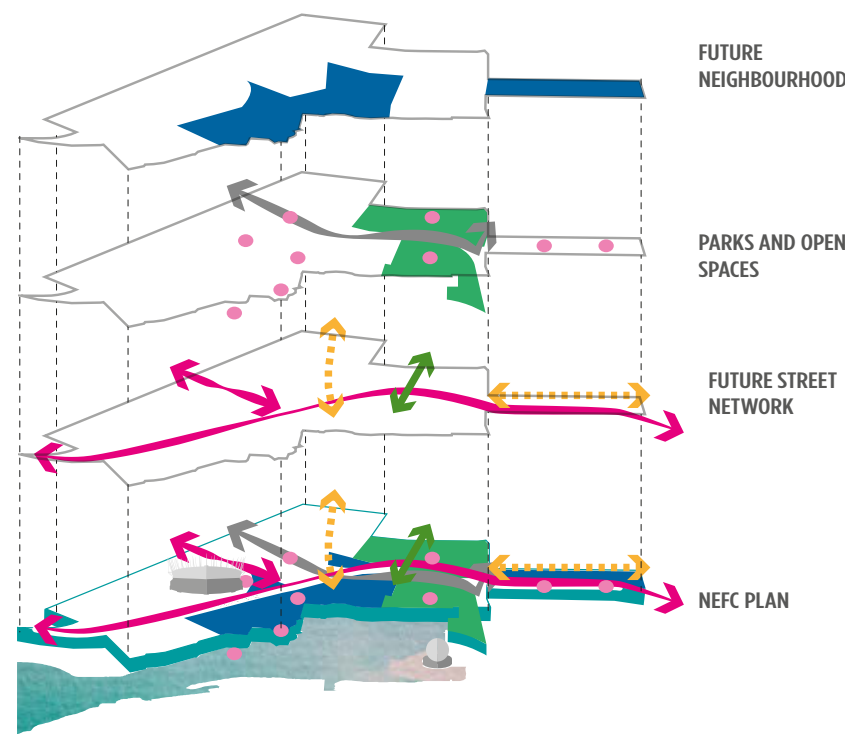 FUTURE
NEIGHBOURHOOD
PARKS AND OPEN
SPACES
FUTURE STREET
NETWORK
NEFC PLAN